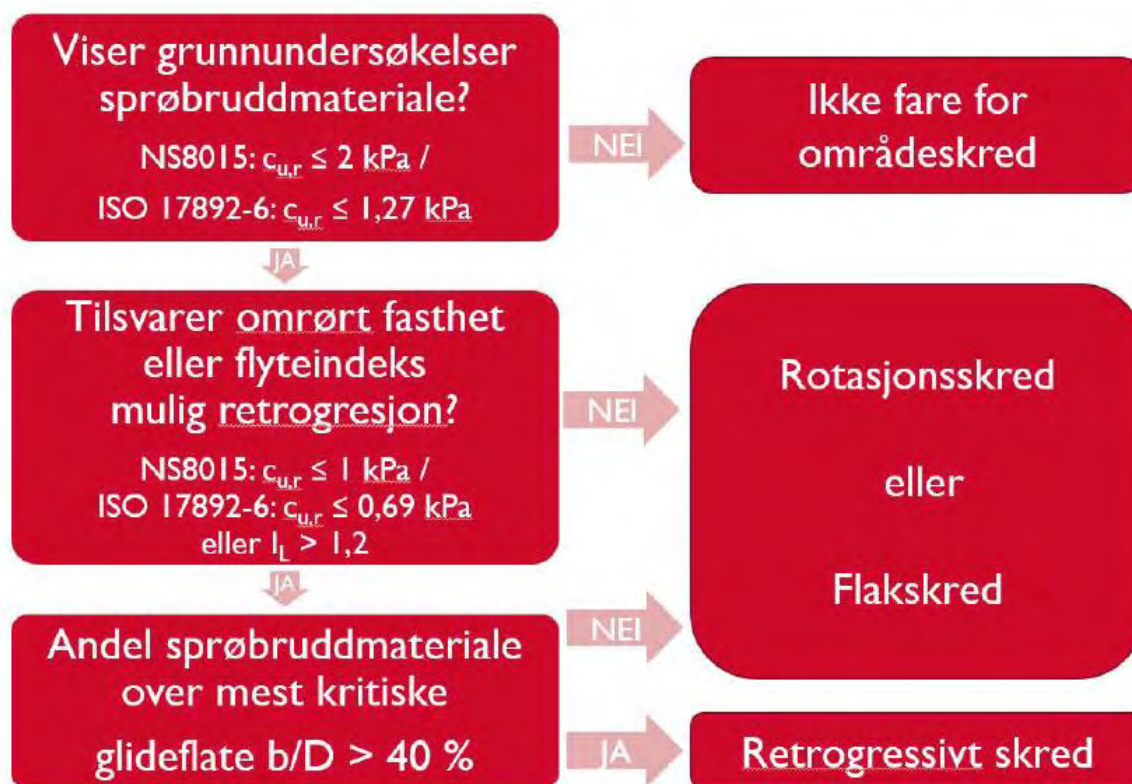 Viser grunnundersøkelser
sprøbruddmateriale?
NS8015: cu,r ≤ 2 kPa /
ISO 17892-6: cu,r ≤ 1,27 kPa
NEI
Ikke fare for
områdeskred
JA
Tilsvarer omrørt fasthet
eller flyteindeks
mulig retrogresjon?
NS8015: cu,r ≤ 1 kPa /
ISO 17892-6: cu,r ≤ 0,69 kPa
eller IL > 1,2
NEI
Rotasjonsskred
eller
Flakskred
JA
Andel sprøbruddmateriale
over mest kritiske
glideflate b/D > 40 %
NEI
JA
Retrogressivt skred